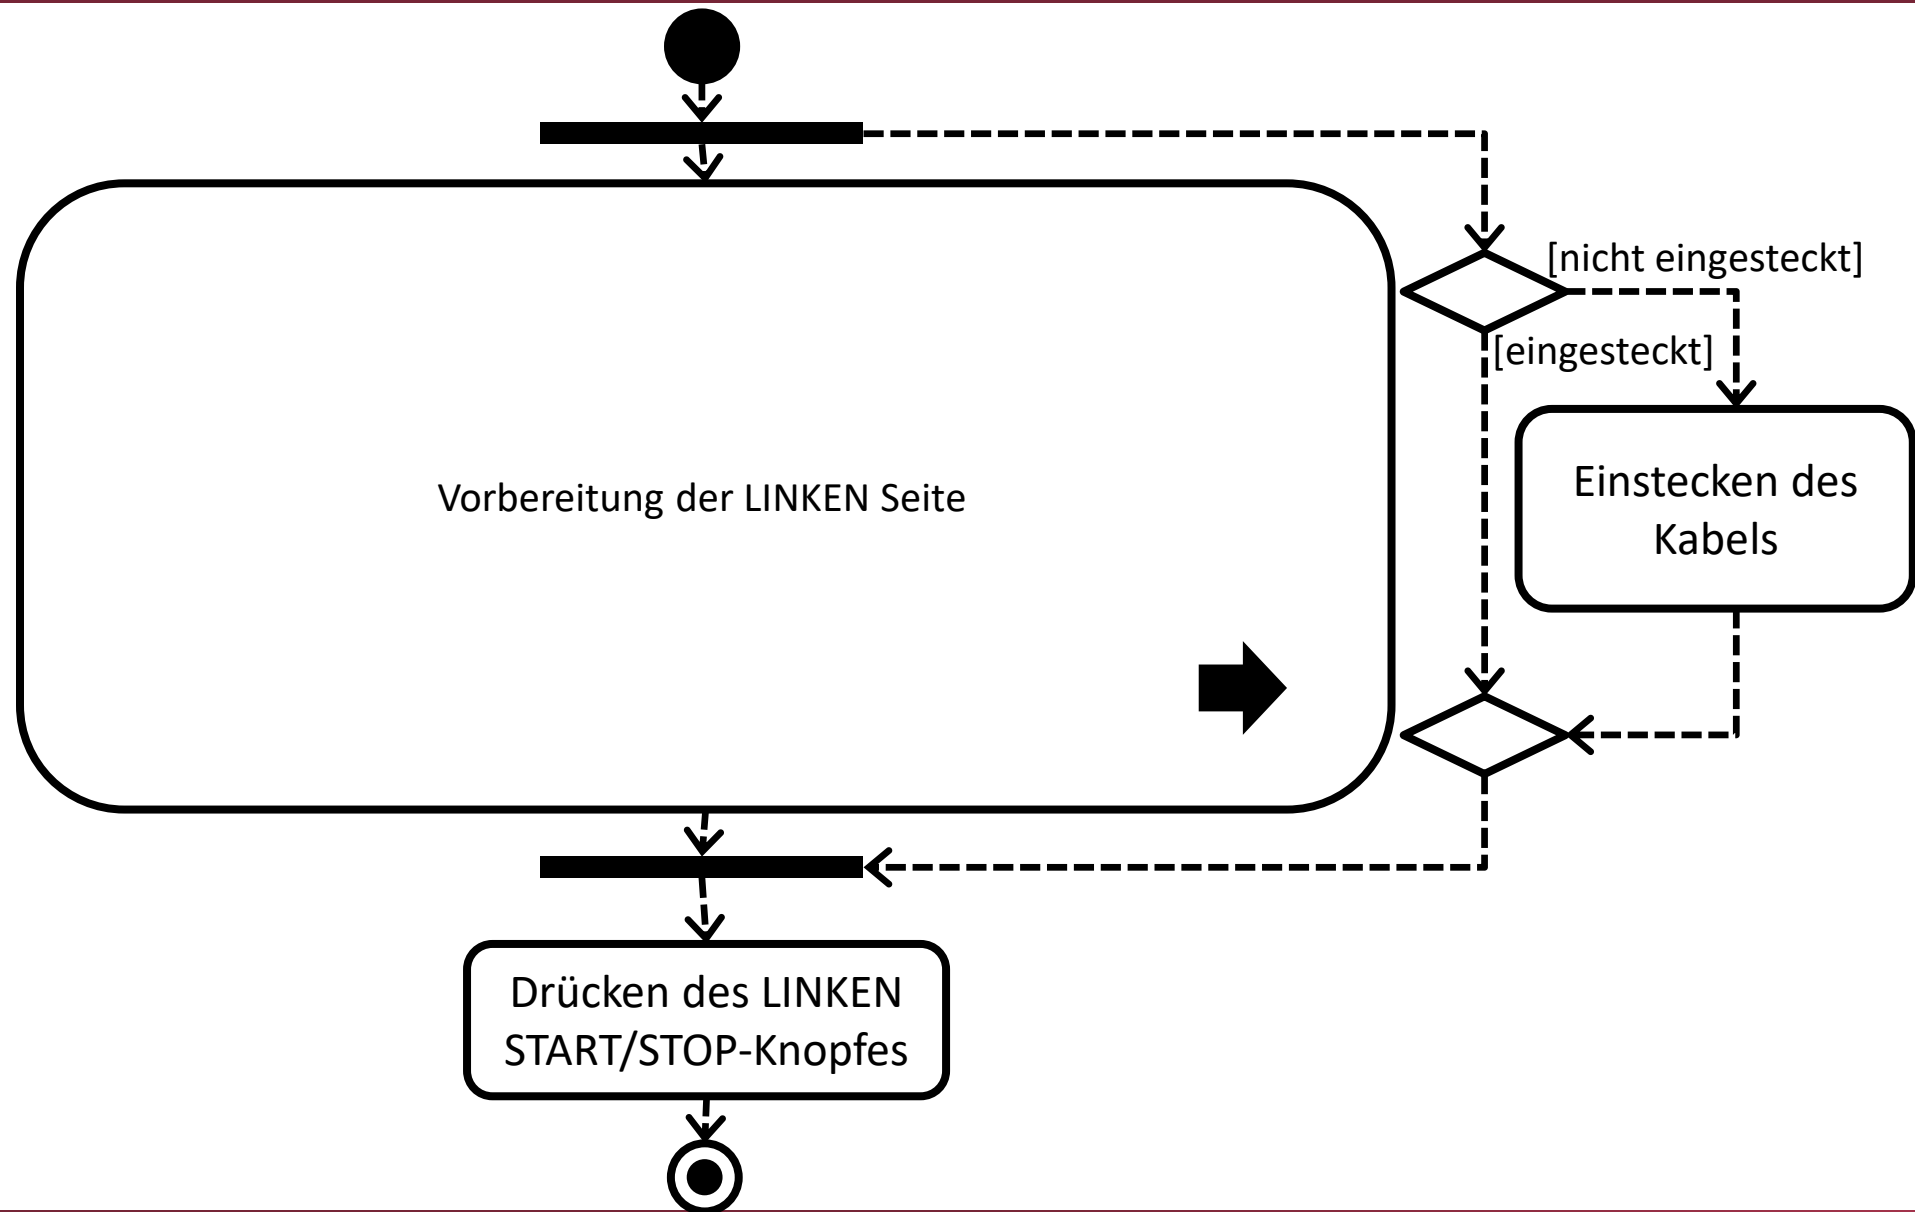 [nicht eingesteckt]
[eingesteckt]
Vorbereitung der LINKEN Seite
Einstecken des
Kabels
Drücken des LINKEN
START/STOP-Knopfes